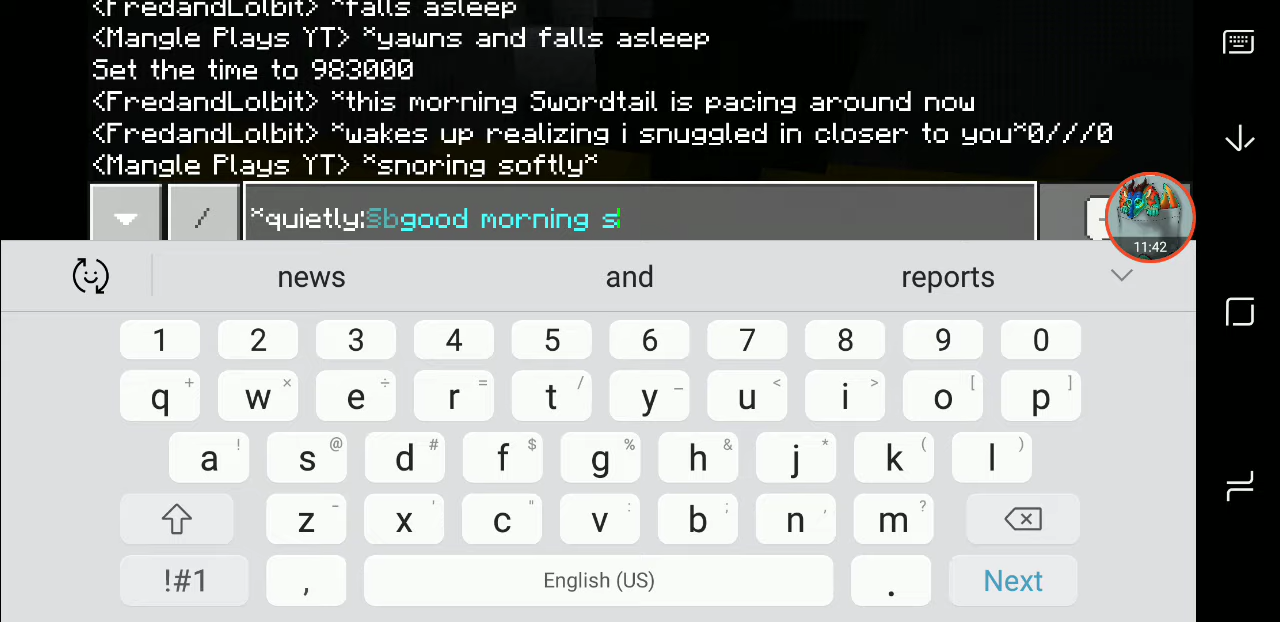 <FredandLolbit> *falls asleep
<Mangle Plays YT> *yawns and falls asleep
Set the time to 983000
<FredandLolbit> *this morning Swordtail is pacing around now
<FredandLolbit> *wakes up realizing i snuggled in closer to you*0///0
<Mangle Plays YT> *snoring softly*
/ *quietly:§bgood morning s
11:42
news and reports
1 2 3 4 5 6 7 8 9 0
q + w × e ÷ r = t / y _ u < i > o [ p ]
a ! s @ d # f $ g % h & j * k ( l )
z - x ' c " v : b ; n , m ?
!#1 , English (US) . Next